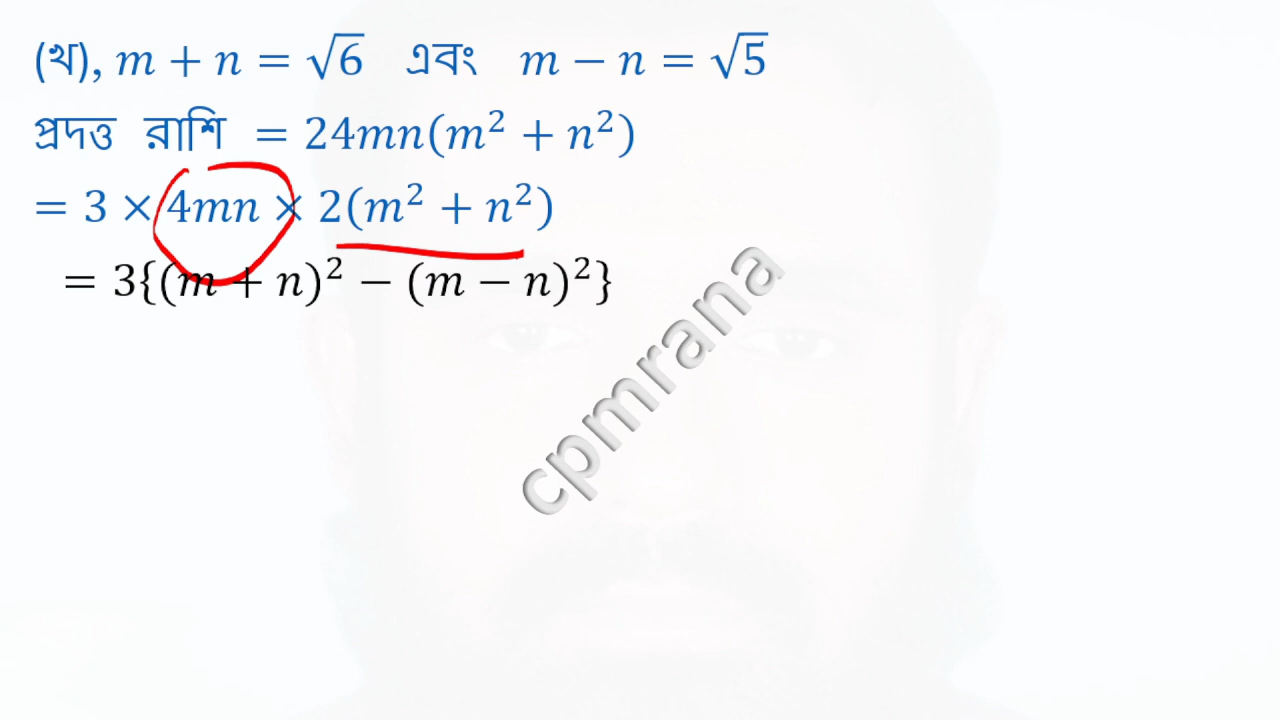 (খ), m + n = √6 এবং m − n = √5
প্রদত্ত রাশি = 24mn(m² + n²)
= 3 × 4mn × 2(m² + n²)
= 3{(m + n)² − (m − n)²}
cpmrana